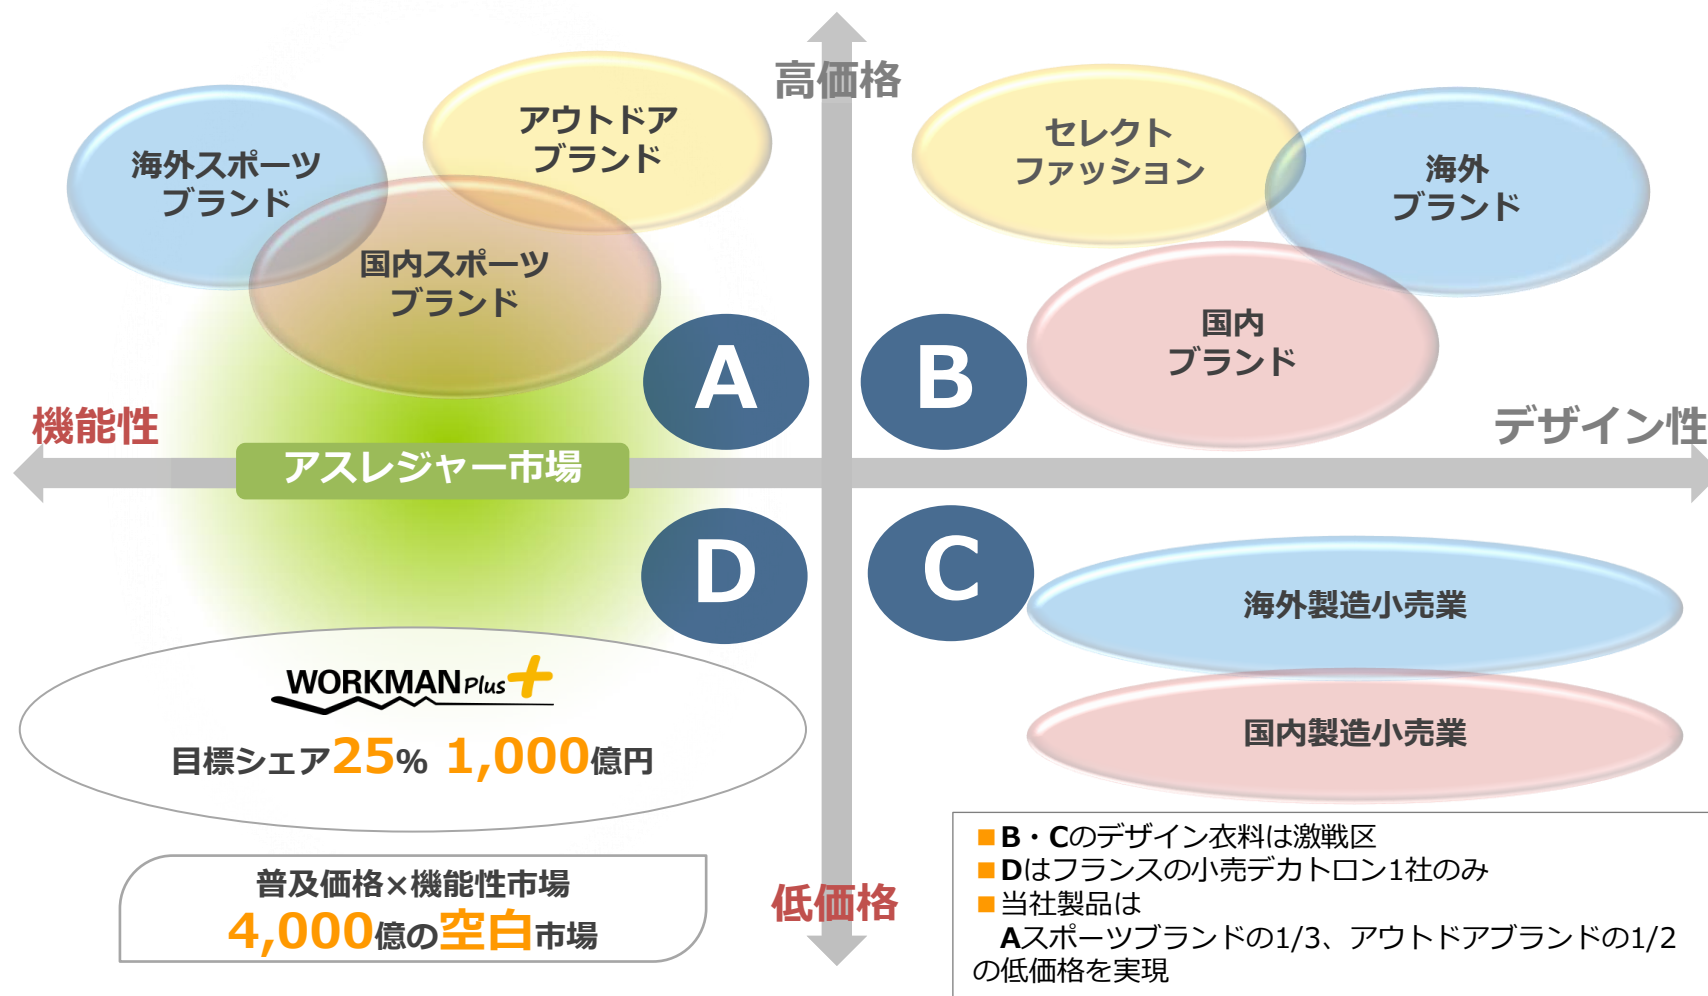 高価格
海外スポーツ
ブランド
アウトドア
ブランド
国内スポーツ
ブランド
セレクト
ファッション
海外
ブランド
国内
ブランド
A
B
機能性
デザイン性
アスレジャー市場
D
C
海外製造小売業
国内製造小売業
WORKMAN Plus+
目標シェア25% 1,000億円
普及価格×機能性市場
4,000億の空白市場
低価格
■B・Cのデザイン衣料は激戦区
■Dはフランスの小売デカトロン1社のみ
■当社製品は
Aスポーツブランドの1/3、アウトドアブランドの1/2
の低価格を実現